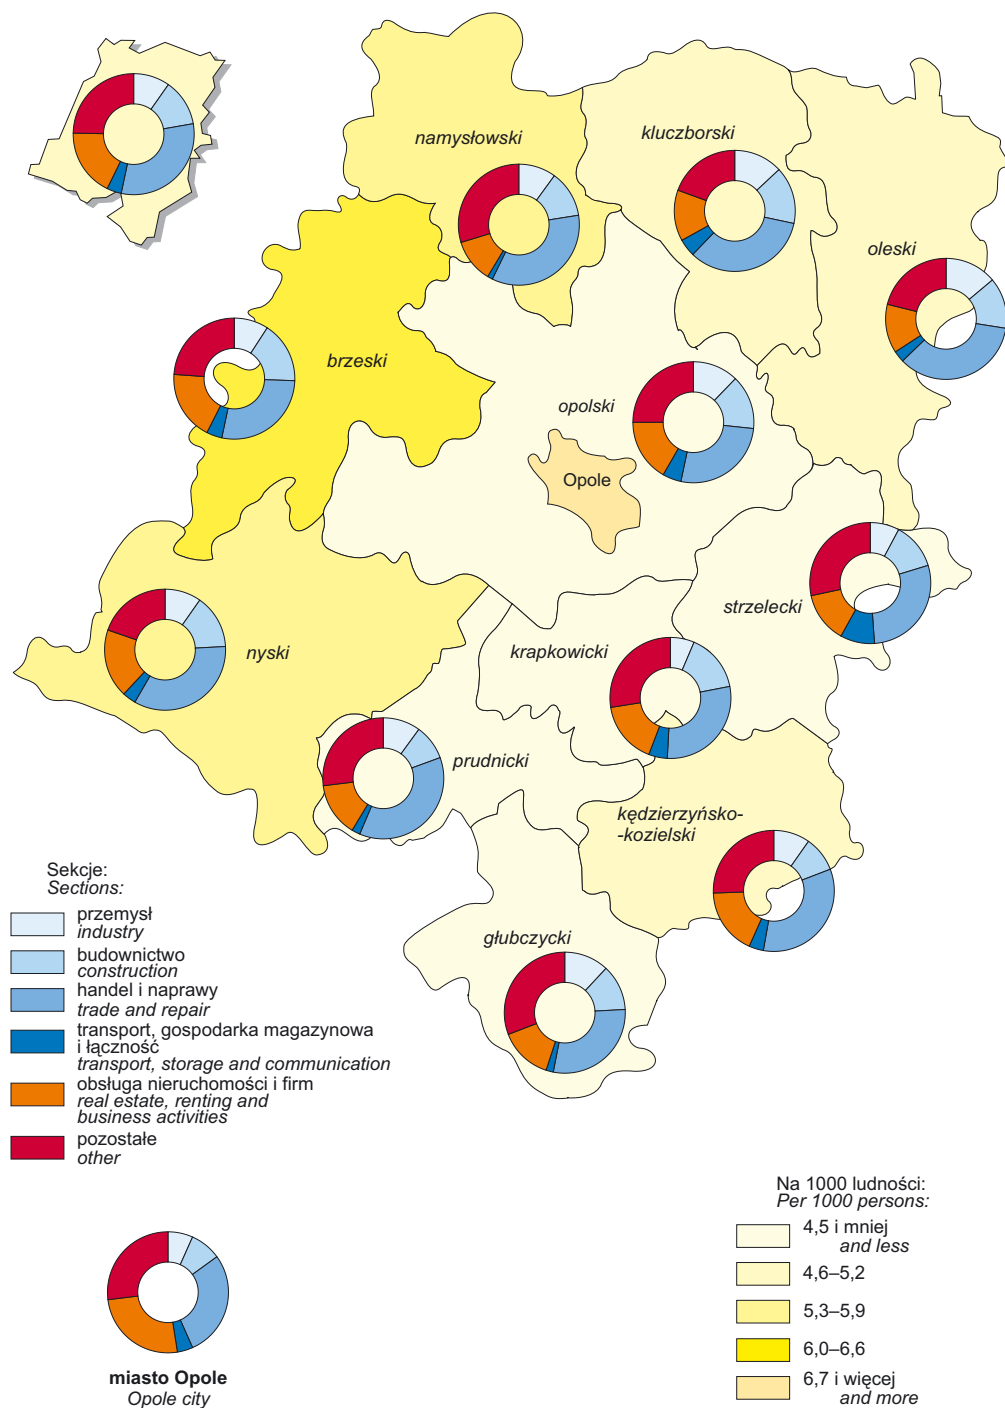 namysłowski
kluczborski
oleski
brzeski
opolski
Opole
strzelecki
nyski
krapkowicki
prudnicki
kędzierzyńsko-
-kozielski
głubczycki
Sekcje:
Sections:
przemysł
industry
budownictwo
construction
handel i naprawy
trade and repair
transport, gospodarka magazynowa
i łączność
transport, storage and communication
obsługa nieruchomości i firm
real estate, renting and
business activities
pozostałe
other
miasto Opole
Opole city
Na 1000 ludności:
Per 1000 persons:
4,5 i mniej
and less
4,6–5,2
5,3–5,9
6,0–6,6
6,7 i więcej
and more